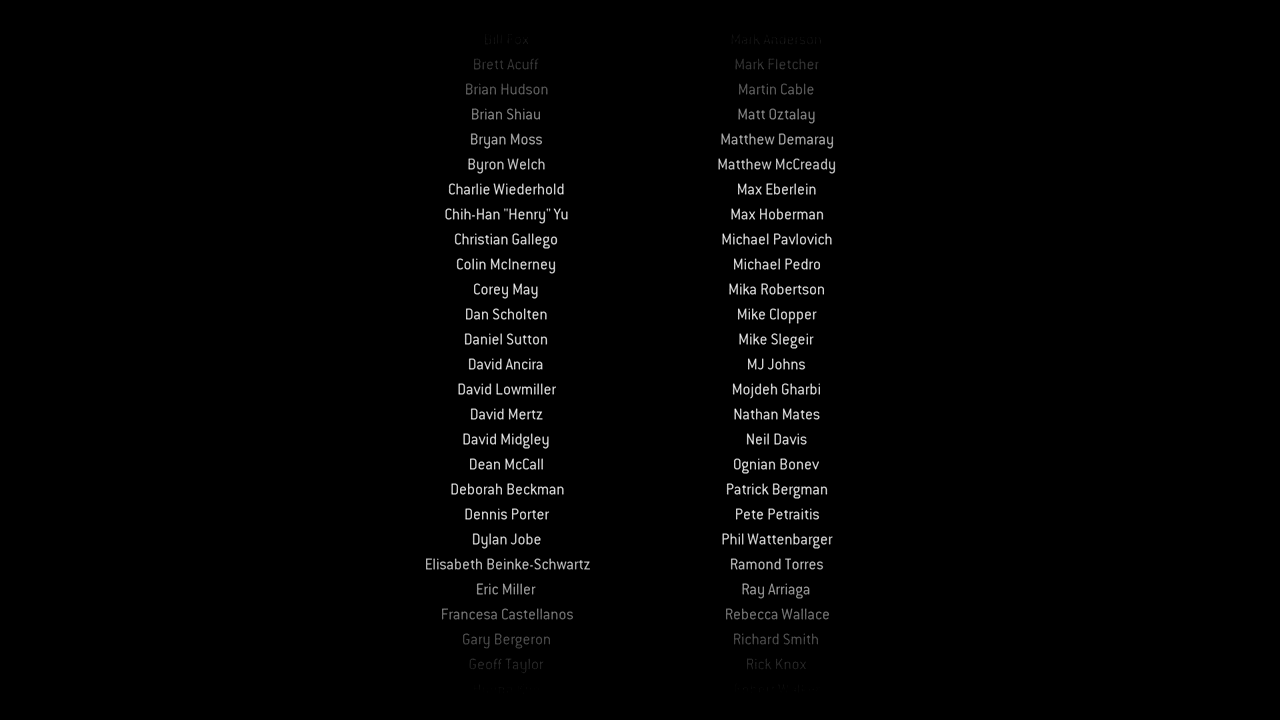 Mark Anderson
Brett Acuff Mark Fletcher
Brian Hudson Martin Cable
Brian Shiau Matt Oztalay
Bryan Moss Matthew Demaray
Byron Welch Matthew McCready
Charlie Wiederhold Max Eberlein
Chih-Han "Henry" Yu Max Hoberman
Christian Gallego Michael Pavlovich
Colin McInerney Michael Pedro
Corey May Mika Robertson
Dan Scholten Mike Clopper
Daniel Sutton Mike Slegeir
David Ancira MJ Johns
David Lowmiller Mojdeh Gharbi
David Mertz Nathan Mates
David Midgley Neil Davis
Dean McCall Ognian Bonev
Deborah Beckman Patrick Bergman
Dennis Porter Pete Petraitis
Dylan Jobe Phil Wattenbarger
Elisabeth Beinke-Schwartz Ramond Torres
Eric Miller Ray Arriaga
Francesa Castellanos Rebecca Wallace
Gary Bergeron Richard Smith
Geoff Taylor Rick Knox